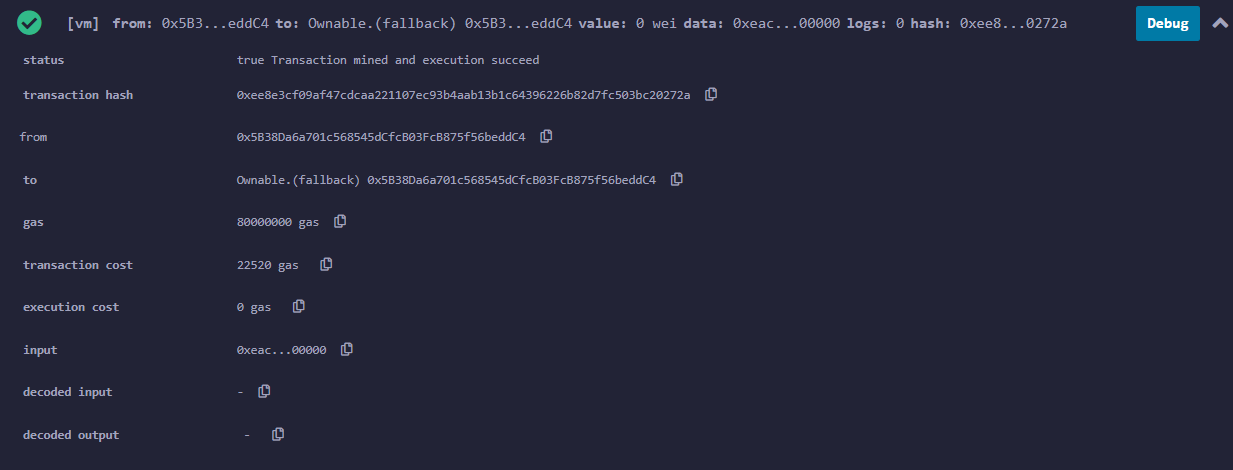 [vm] from: 0x5B3...eddC4 to: Ownable.(fallback) 0x5B3...eddC4 value: 0 wei data: 0xeac...00000 logs: 0 hash: 0xee8...0272a Debug
status true Transaction mined and execution succeed
transaction hash 0xee8e3cf09af47cdcaa221107ec93b4aab13b1c64396226b82d7fc503bc20272a
from 0x5B38Da6a701c568545dCfcB03FcB875f56beddC4
to Ownable.(fallback) 0x5B38Da6a701c568545dCfcB03FcB875f56beddC4
gas 80000000 gas
transaction cost 22520 gas
execution cost 0 gas
input 0xeac...00000
decoded input -
decoded output -